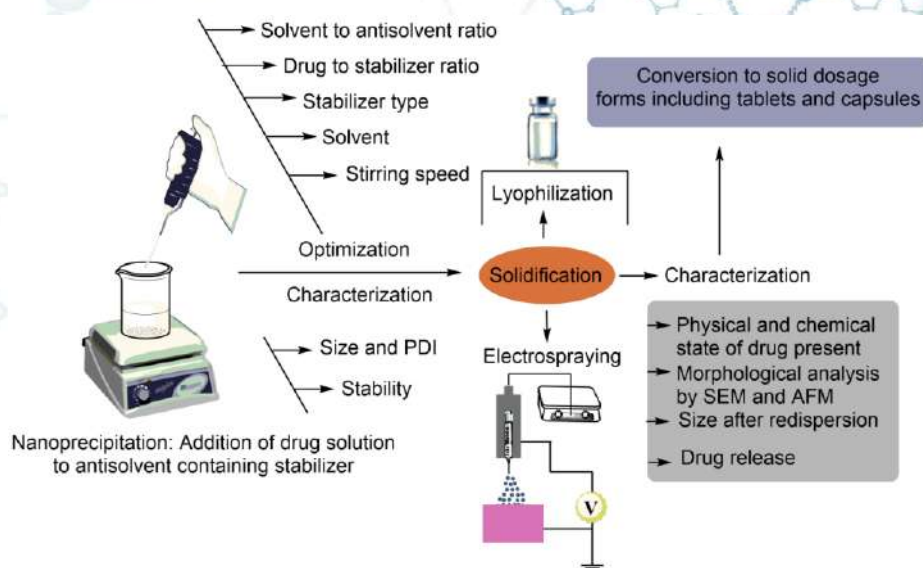 Solvent to antisolvent ratio
Drug to stabilizer ratio
Stabilizer type
Solvent
Stirring speed
Optimization
Characterization
Size and PDI
Stability
Nanoprecipitation: Addition of drug solution
to antisolvent containing stabilizer
Lyophilization
Solidification
Electrospraying
V
Characterization
Conversion to solid dosage
forms including tablets and capsules
Physical and chemical
state of drug present
Morphological analysis
by SEM and AFM
Size after redispersion
Drug release